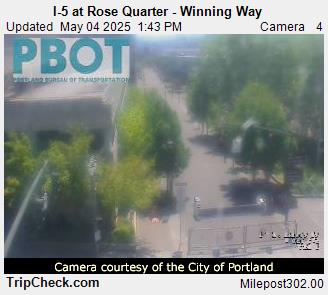 I-5 at Rose Quarter - Winning Way
Updated May 04 2025 1:43 PM Camera 4
PBOT
PORTLAND BUREAU OF TRANSPORTATION
Camera courtesy of the City of Portland
TripCheck.com Milepost302.00